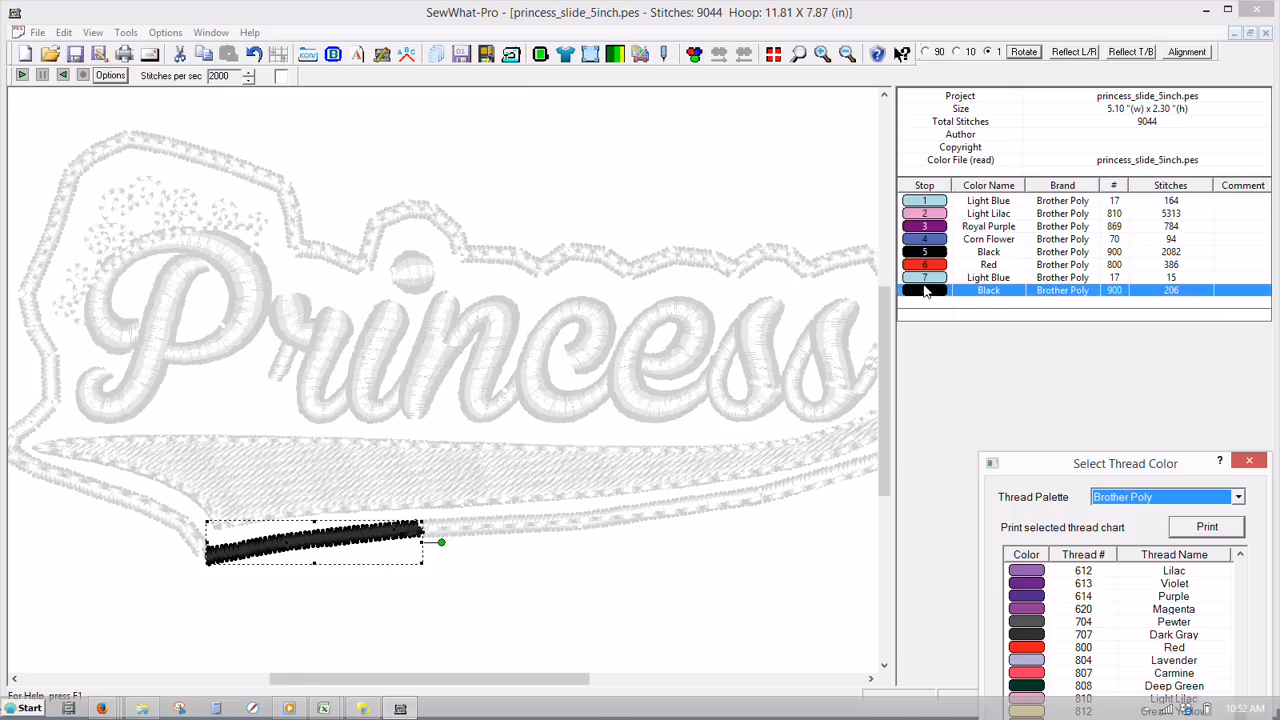 SewWhat-Pro - [princess_slide_5inch.pes - Stitches: 9044 Hoop: 11.81 X 7.87 (in)]
File Edit View Tools Options Window Help
90 Rotate Reflect L/R Reflect T/B Alignment
Options Stitches per sec 2000
Project princess_slide_5inch.pes
Size 5.10 "(w) x 2.30 "(h)
Total Stitches 9044
Author
Copyright
Color File (read) princess_slide_5inch.pes
Stop Color Name Brand # Stitches Comment
1 Light Blue Brother Poly 17 164
2 Light Lilac Brother Poly 810 5313
3 Royal Purple Brother Poly 869 784
4 Corn Flower Brother Poly 70 94
5 Black Brother Poly 900 2082
6 Red Brother Poly 800 386
7 Light Blue Brother Poly 17 15
Black Brother Poly 900 206
Princess
Select Thread Color ?
Thread Palette Brother Poly
Print selected thread chart Print
Color Thread # Thread Name
612 Lilac
613 Violet
614 Purple
620 Magenta
704 Pewter
707 Dark Gray
800 Red
804 Lavender
807 Carmine
808 Deep Green
810 Light Lilac
812
For Help, press F1
Start 10:52 AM